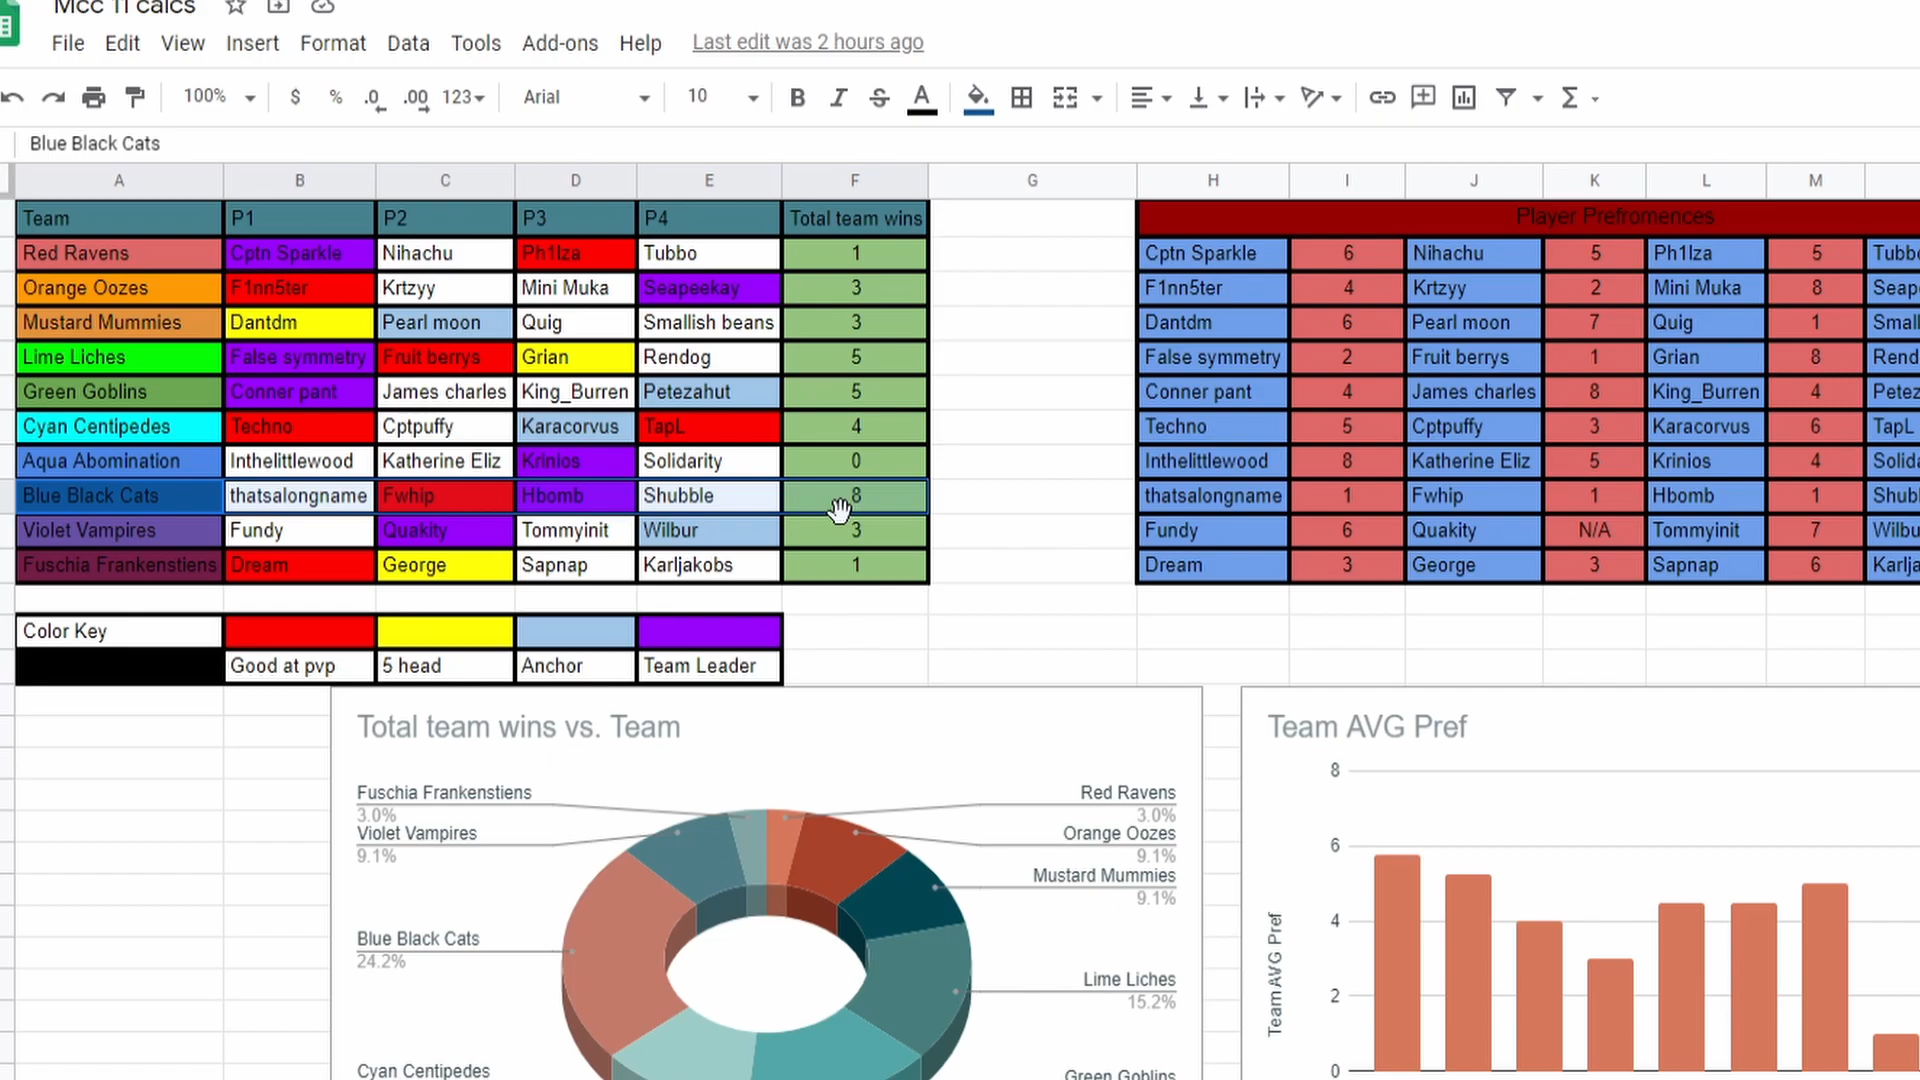 Mcc 11 calcs
File Edit View Insert Format Data Tools Add-ons Help Last edit was 2 hours ago
100% $ % .0 .00 123 Arial 10 B I S A
Blue Black Cats
A B C D E F G H I J K L M
Team P1 P2 P3 P4 Total team wins Player Prefromences
Red Ravens Cptn Sparkle Nihachu Ph1lza Tubbo 1 Cptn Sparkle 6 Nihachu 5 Ph1lza 5 Tubbo
Orange Oozes F1nn5ter Krtzyy Mini Muka Seapeekay 3 F1nn5ter 4 Krtzyy 2 Mini Muka 8 Seap
Mustard Mummies Dantdm Pearl moon Quig Smallish beans 3 Dantdm 6 Pearl moon 7 Quig 1 Small
Lime Liches False symmetry Fruit berrys Grian Rendog 5 False symmetry 2 Fruit berrys 1 Grian 8 Rend
Green Goblins Conner pant James charles King_Burren Petezahut 5 Conner pant 4 James charles 8 King_Burren 4 Petez
Cyan Centipedes Techno Cptpuffy Karacorvus TapL 4 Techno 5 Cptpuffy 3 Karacorvus 6 TapL
Aqua Abomination Inthelittlewood Katherine Eliz Krinios Solidarity 0 Inthelittlewood 8 Katherine Eliz 5 Krinios 4 Solida
Blue Black Cats thatsalongname Fwhip Hbomb Shubble 8 thatsalongname 1 Fwhip 1 Hbomb 1 Shub
Violet Vampires Fundy Quakity Tommyinit Wilbur 3 Fundy 6 Quakity N/A Tommyinit 7 Wilbu
Fuschia Frankenstiens Dream George Sapnap Karljakobs 1 Dream 3 George 3 Sapnap 6 Karlja
Color Key
Good at pvp 5 head Anchor Team Leader
Total team wins vs. Team
Fuschia Frankenstiens
3.0%
Violet Vampires
9.1%
Blue Black Cats
24.2%
Cyan Centipedes
Red Ravens
3.0%
Orange Oozes
9.1%
Mustard Mummies
9.1%
Lime Liches
15.2%
Green Goblins
Team AVG Pref
Team AVG Pref
8
6
4
2
0